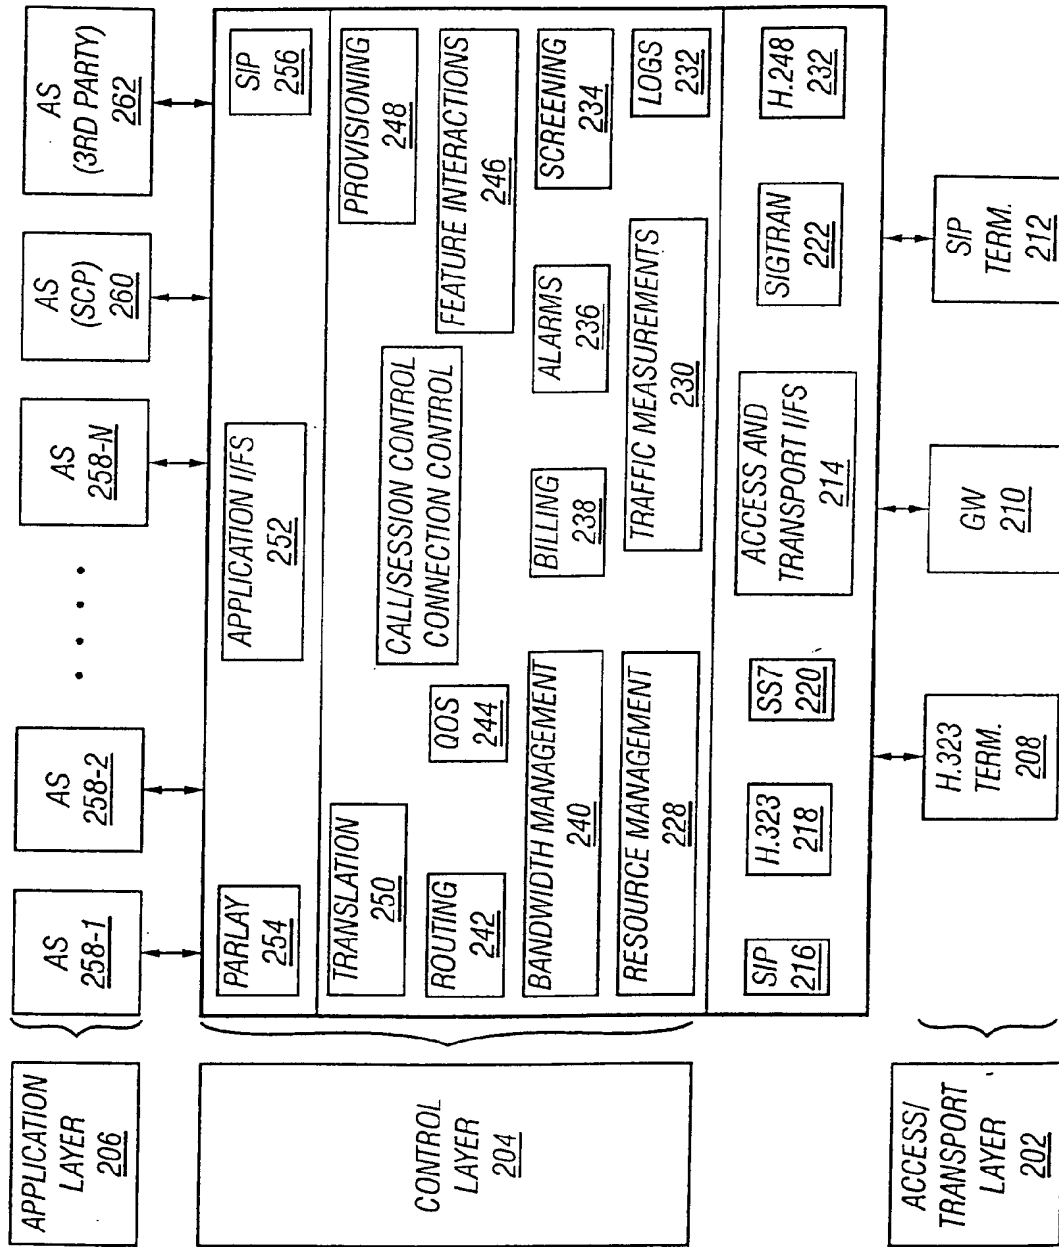 APPLICATION
LAYER
206
AS
258-1
AS
258-2
AS
258-N
AS
(SCP)
260
AS
(3RD PARTY)
262
CONTROL
LAYER
204
PARLAY
254
APPLICATION I/FS
252
SIP
256
TRANSLATION
250
CALL/SESSION CONTROL
CONNECTION CONTROL
PROVISIONING
248
ROUTING
242
QOS
244
FEATURE INTERACTIONS
246
BANDWIDTH MANAGEMENT
240
BILLING
238
ALARMS
236
SCREENING
234
RESOURCE MANAGEMENT
228
TRAFFIC MEASUREMENTS
230
LOGS
232
SIP
216
H.323
218
SS7
220
ACCESS AND
TRANSPORT I/FS
214
SIGTRAN
222
H.248
232
ACCESS/
TRANSPORT
LAYER
202
H.323
TERM.
208
GW
210
SIP
TERM.
212